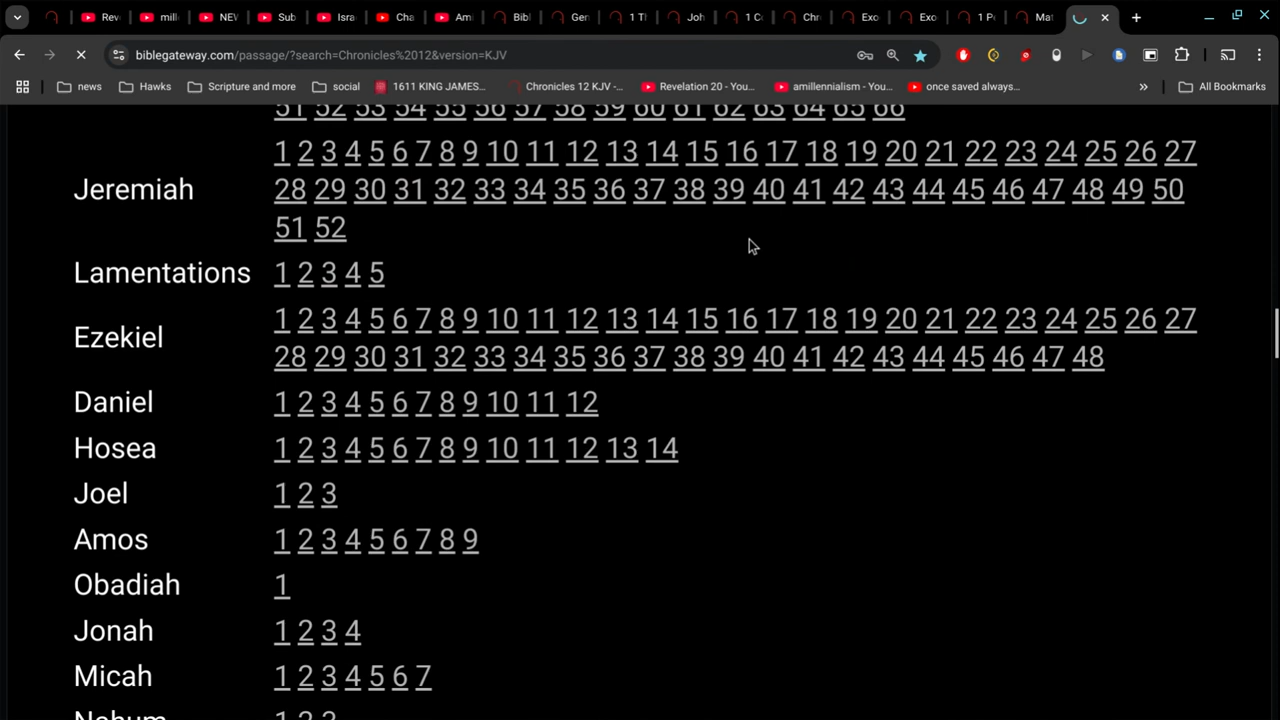 Rev
mill
NEV
Sub
Isra
Cha
Ami
Bibl
Gen
1 Th
Joh
1 Co
Chr
Exo
Exo
1 Pe
Mat
biblegateway.com/passage/?search=Chronicles%2012&version=KJV
news
Hawks
Scripture and more
social
1611 KING JAMES...
Chronicles 12 KJV -...
Revelation 20 - You...
amillennialism - You...
once saved always...
»
All Bookmarks
51 52 53 54 55 56 57 58 59 60 61 62 63 64 65 66
Jeremiah
1 2 3 4 5 6 7 8 9 10 11 12 13 14 15 16 17 18 19 20 21 22 23 24 25 26 27
28 29 30 31 32 33 34 35 36 37 38 39 40 41 42 43 44 45 46 47 48 49 50
51 52
Lamentations 1 2 3 4 5
Ezekiel
1 2 3 4 5 6 7 8 9 10 11 12 13 14 15 16 17 18 19 20 21 22 23 24 25 26 27
28 29 30 31 32 33 34 35 36 37 38 39 40 41 42 43 44 45 46 47 48
Daniel 1 2 3 4 5 6 7 8 9 10 11 12
Hosea 1 2 3 4 5 6 7 8 9 10 11 12 13 14
Joel 1 2 3
Amos 1 2 3 4 5 6 7 8 9
Obadiah 1
Jonah 1 2 3 4
Micah 1 2 3 4 5 6 7
Nahum 1 2 3